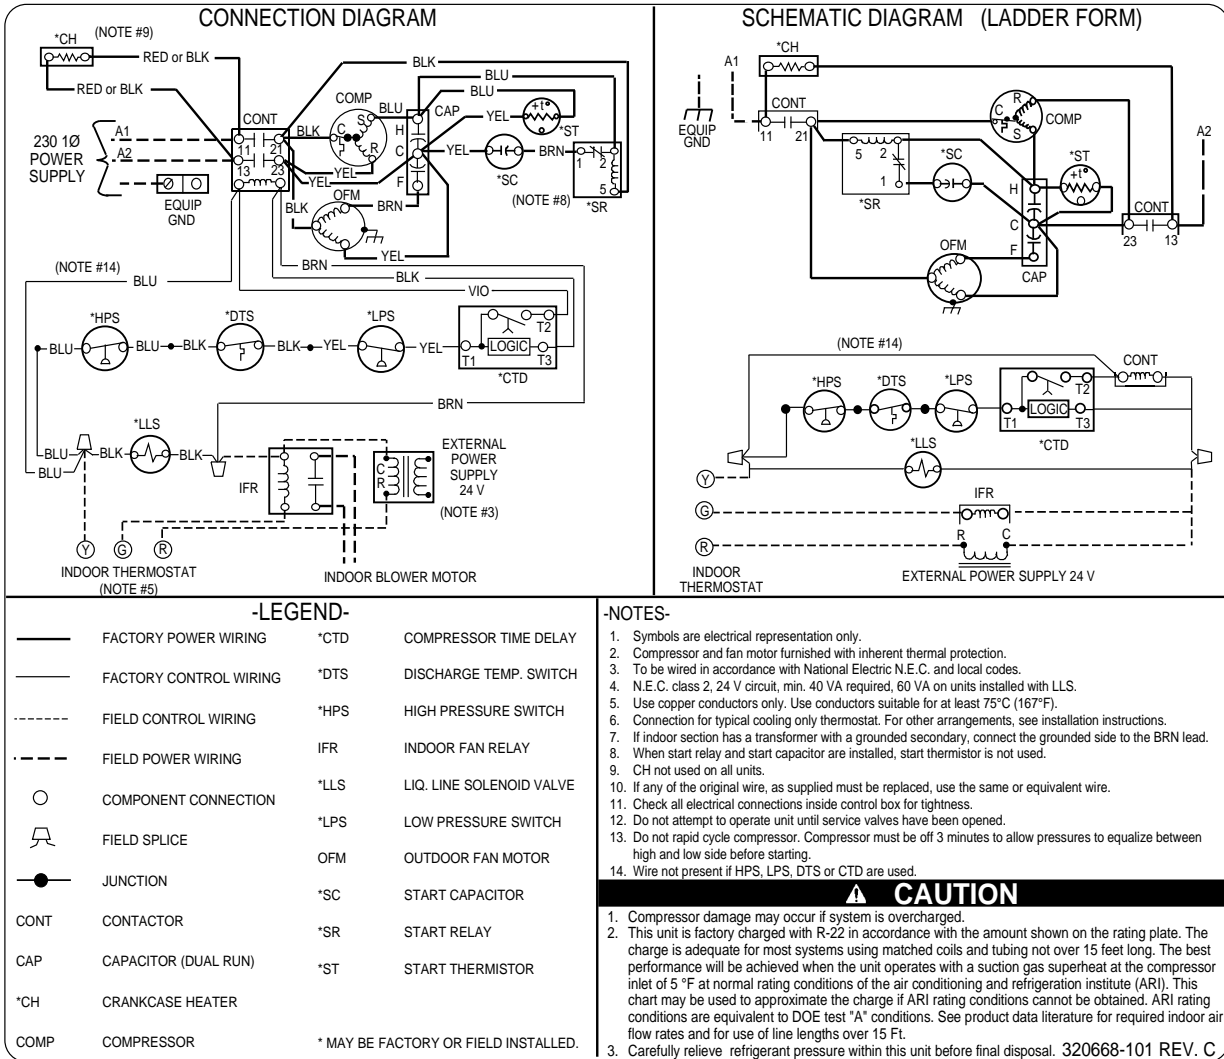 CONNECTION DIAGRAM
*CH
(NOTE #9)
RED or BLK
RED or BLK
BLK
BLU
BLU
COMP
BLU
CAP
YEL
+t°
*ST
CONT
A1
A2
230 1Ø
POWER
SUPPLY
11
21
13
23
BLK
C
S
R
H
C
F
YEL
YEL
YEL
BRN
*SC
1
2
5
*SR
(NOTE #8)
EQUIP
GND
BLK
OFM
BRN
YEL
(NOTE #14)
BLU
BRN
BLK
VIO
*HPS
*DTS
*LPS
BLU
BLU
BLK
BLK
YEL
YEL
T1
T2
T3
LOGIC
*CTD
BRN
*LLS
BLU
BLU
BLK
BLK
IFR
C
R
EXTERNAL
POWER
SUPPLY
24 V
(NOTE #3)
Y
G
R
INDOOR THERMOSTAT
(NOTE #5)
INDOOR BLOWER MOTOR
SCHEMATIC DIAGRAM (LADDER FORM)
*CH
A1
CONT
11
21
EQUIP
GND
R
C
S
COMP
A2
5
2
1
*SR
*SC
*ST
+t°
H
C
F
CAP
CONT
23
13
OFM
(NOTE #14)
CONT
*HPS
*DTS
*LPS
T1
T2
T3
LOGIC
*CTD
*LLS
Y
G
R
IFR
R
C
INDOOR
THERMOSTAT
EXTERNAL POWER SUPPLY 24 V
-LEGEND-
FACTORY POWER WIRING
FACTORY CONTROL WIRING
FIELD CONTROL WIRING
FIELD POWER WIRING
COMPONENT CONNECTION
FIELD SPLICE
JUNCTION
CONT CONTACTOR
CAP CAPACITOR (DUAL RUN)
*CH CRANKCASE HEATER
COMP COMPRESSOR
*CTD COMPRESSOR TIME DELAY
*DTS DISCHARGE TEMP. SWITCH
*HPS HIGH PRESSURE SWITCH
IFR INDOOR FAN RELAY
*LLS LIQ. LINE SOLENOID VALVE
*LPS LOW PRESSURE SWITCH
OFM OUTDOOR FAN MOTOR
*SC START CAPACITOR
*SR START RELAY
*ST START THERMISTOR
* MAY BE FACTORY OR FIELD INSTALLED.
-NOTES-
1. Symbols are electrical representation only.
2. Compressor and fan motor furnished with inherent thermal protection.
3. To be wired in accordance with National Electric N.E.C. and local codes.
4. N.E.C. class 2, 24 V circuit, min. 40 VA required, 60 VA on units installed with LLS.
5. Use copper conductors only. Use conductors suitable for at least 75°C (167°F).
6. Connection for typical cooling only thermostat. For other arrangements, see installation instructions.
7. If indoor section has a transformer with a grounded secondary, connect the grounded side to the BRN lead.
8. When start relay and start capacitor are installed, start thermistor is not used.
9. CH not used on all units.
10. If any of the original wire, as supplied must be replaced, use the same or equivalent wire.
11. Check all electrical connections inside control box for tightness.
12. Do not attempt to operate unit until service valves have been opened.
13. Do not rapid cycle compressor. Compressor must be off 3 minutes to allow pressures to equalize between
high and low side before starting.
14. Wire not present if HPS, LPS, DTS or CTD are used.
CAUTION
1. Compressor damage may occur if system is overcharged.
2. This unit is factory charged with R-22 in accordance with the amount shown on the rating plate. The
charge is adequate for most systems using matched coils and tubing not over 15 feet long. The best
performance will be achieved when the unit operates with a suction gas superheat at the compressor
inlet of 5 °F at normal rating conditions of the air conditioning and refrigeration institute (ARI). This
chart may be used to approximate the charge if ARI rating conditions cannot be obtained. ARI rating
conditions are equivalent to DOE test "A" conditions. See product data literature for required indoor air
flow rates and for use of line lengths over 15 Ft.
3. Carefully relieve refrigerant pressure within this unit before final disposal. 320668-101 REV. C